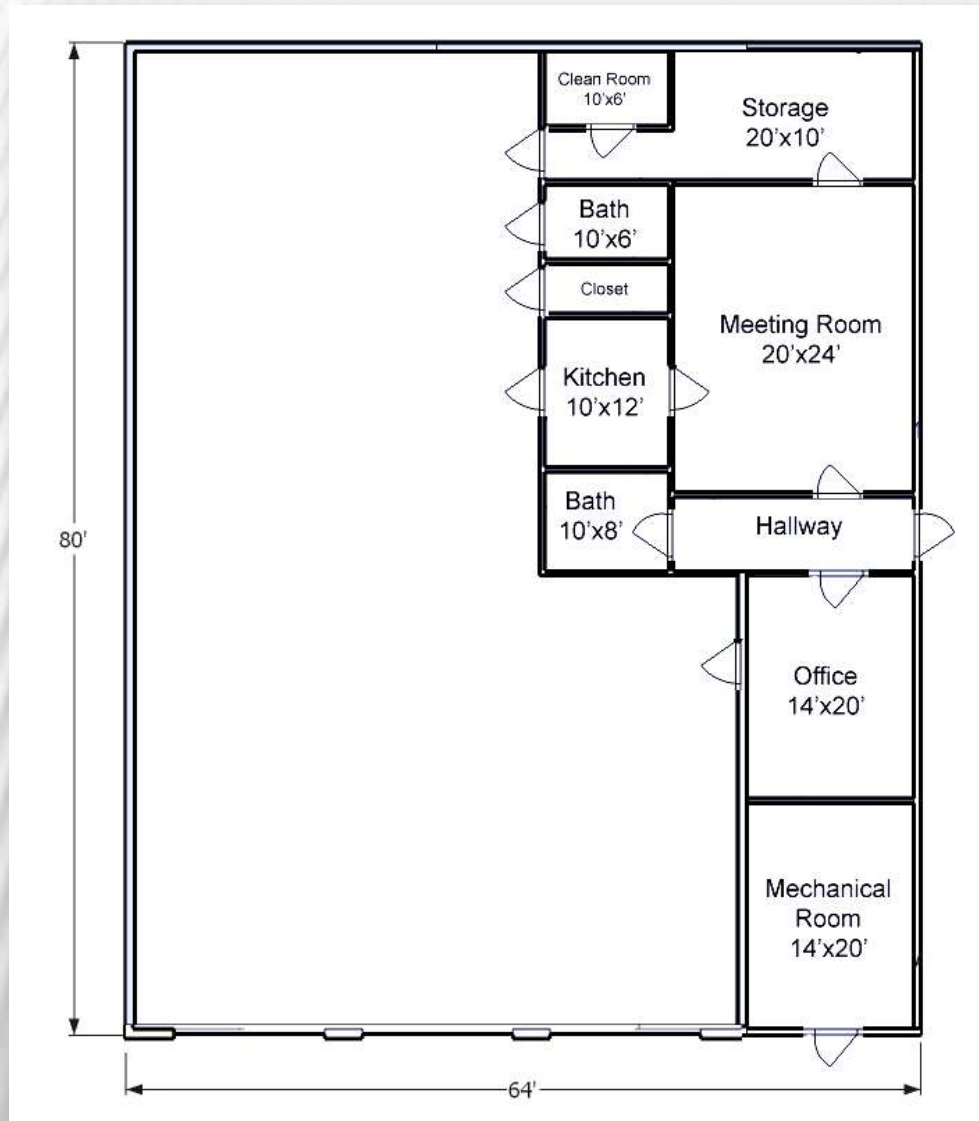 Clean Room
10'x6'
Storage
20'x10'
Bath
10'x6'
Closet
Meeting Room
20'x24'
Kitchen
10'x12'
Bath
10'x8'
Hallway
80'
Office
14'x20'
Mechanical
Room
14'x20'
64'